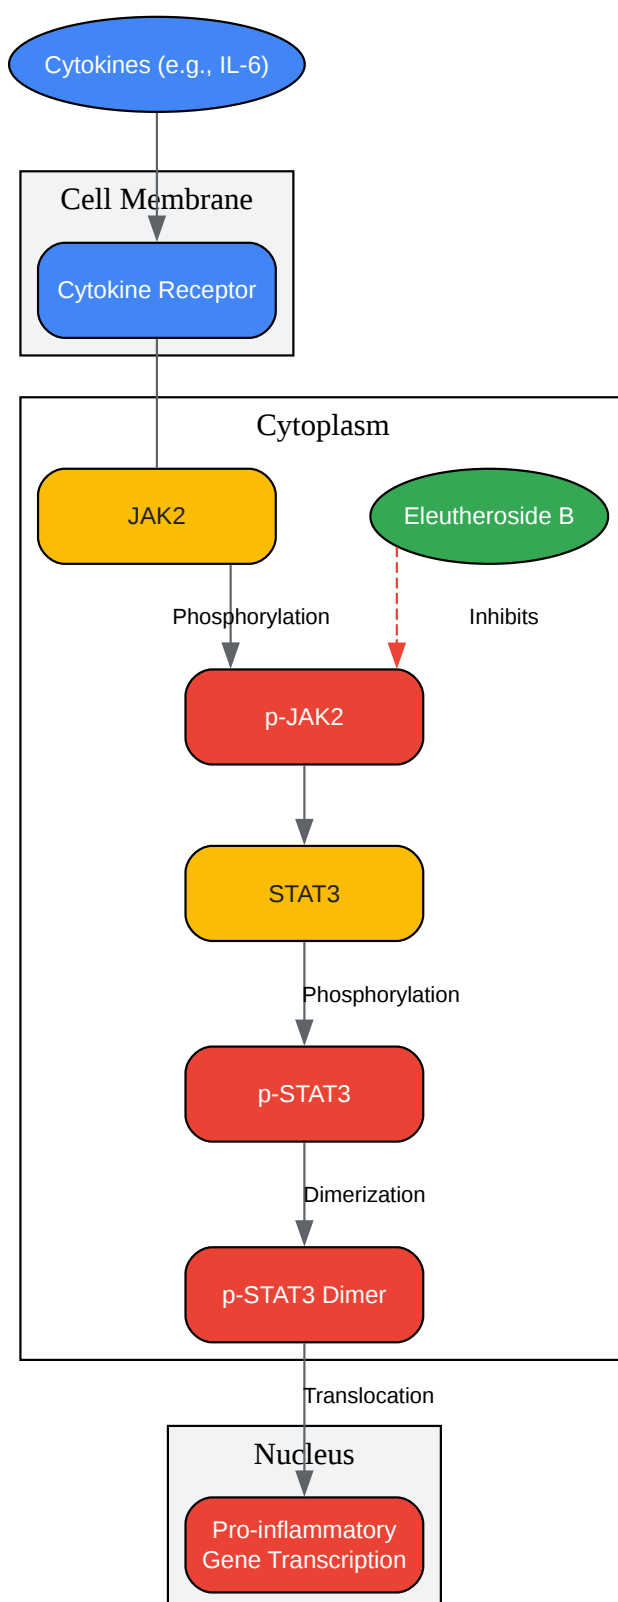 Cytokines (e.g., IL-6)
Cell Membrane
Cytokine Receptor
Cytoplasm
JAK2
Eleutheroside B
Phosphorylation
Inhibits
p-JAK2
STAT3
Phosphorylation
p-STAT3
Dimerization
p-STAT3 Dimer
Translocation
Nucleus
Pro-inflammatory
Gene Transcription